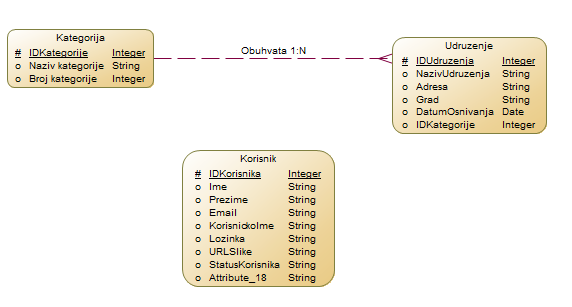 Kategorija
# IDKategorije Integer
o Naziv kategorije String
o Broj kategorije Integer
Obuhvata 1:N
Udruzenje
# IDUdruzenja Integer
o NazivUdruzenja String
o Adresa String
o Grad String
o DatumOsnivanja Date
o IDKategorije Integer
Korisnik
# IDKorisnika Integer
o Ime String
o Prezime String
o Email String
o KorisnickoIme String
o Lozinka String
o URLSlike String
o StatusKorisnika String
o Attribute_18 String